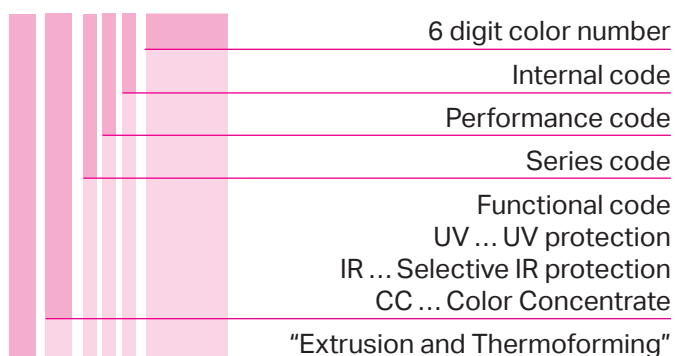 6 digit color number
Internal code
Performance code
Series code
Functional code
UV … UV protection
IR … Selective IR protection
CC … Color Concentrate
“Extrusion and Thermoforming”